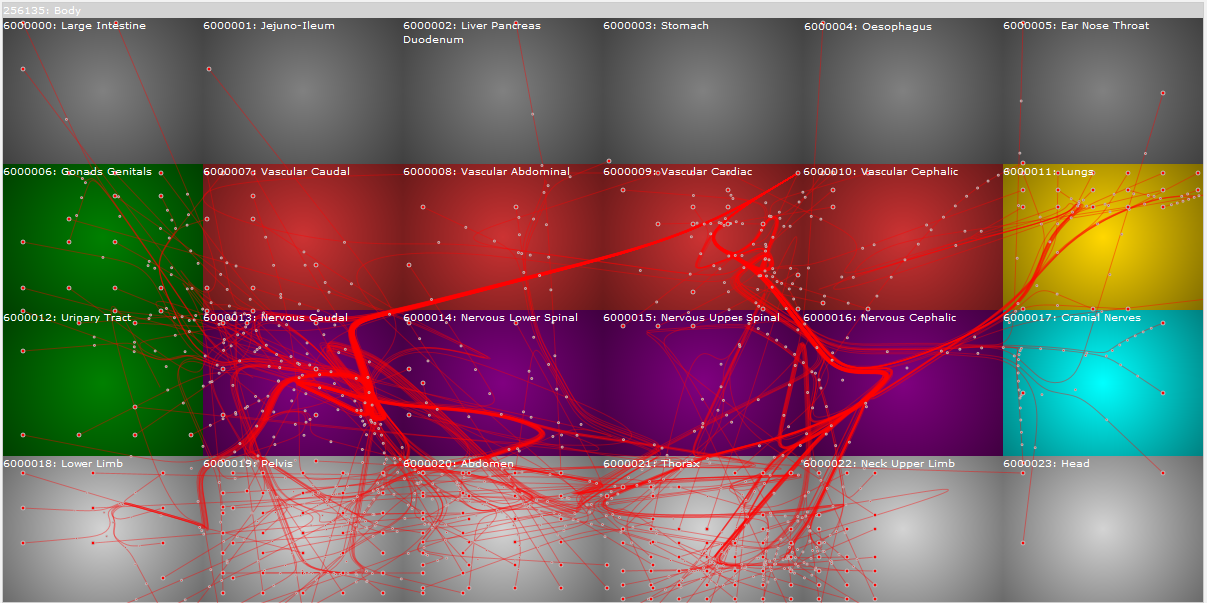 256135: Body
6000000: Large Intestine
6000001: Jejuno-Ileum
6000002: Liver Pancreas
Duodenum
6000003: Stomach
6000004: Oesophagus
6000005: Ear Nose Throat
6000006: Gonads Genitals
6000007: Vascular Caudal
6000008: Vascular Abdominal
6000009: Vascular Cardiac
6000010: Vascular Cephalic
6000011: Lungs
6000012: Urinary Tract
6000013: Nervous Caudal
6000014: Nervous Lower Spinal
6000015: Nervous Upper Spinal
6000016: Nervous Cephalic
6000017: Cranial Nerves
6000018: Lower Limb
6000019: Pelvis
6000020: Abdomen
6000021: Thorax
6000022: Neck Upper Limb
6000023: Head